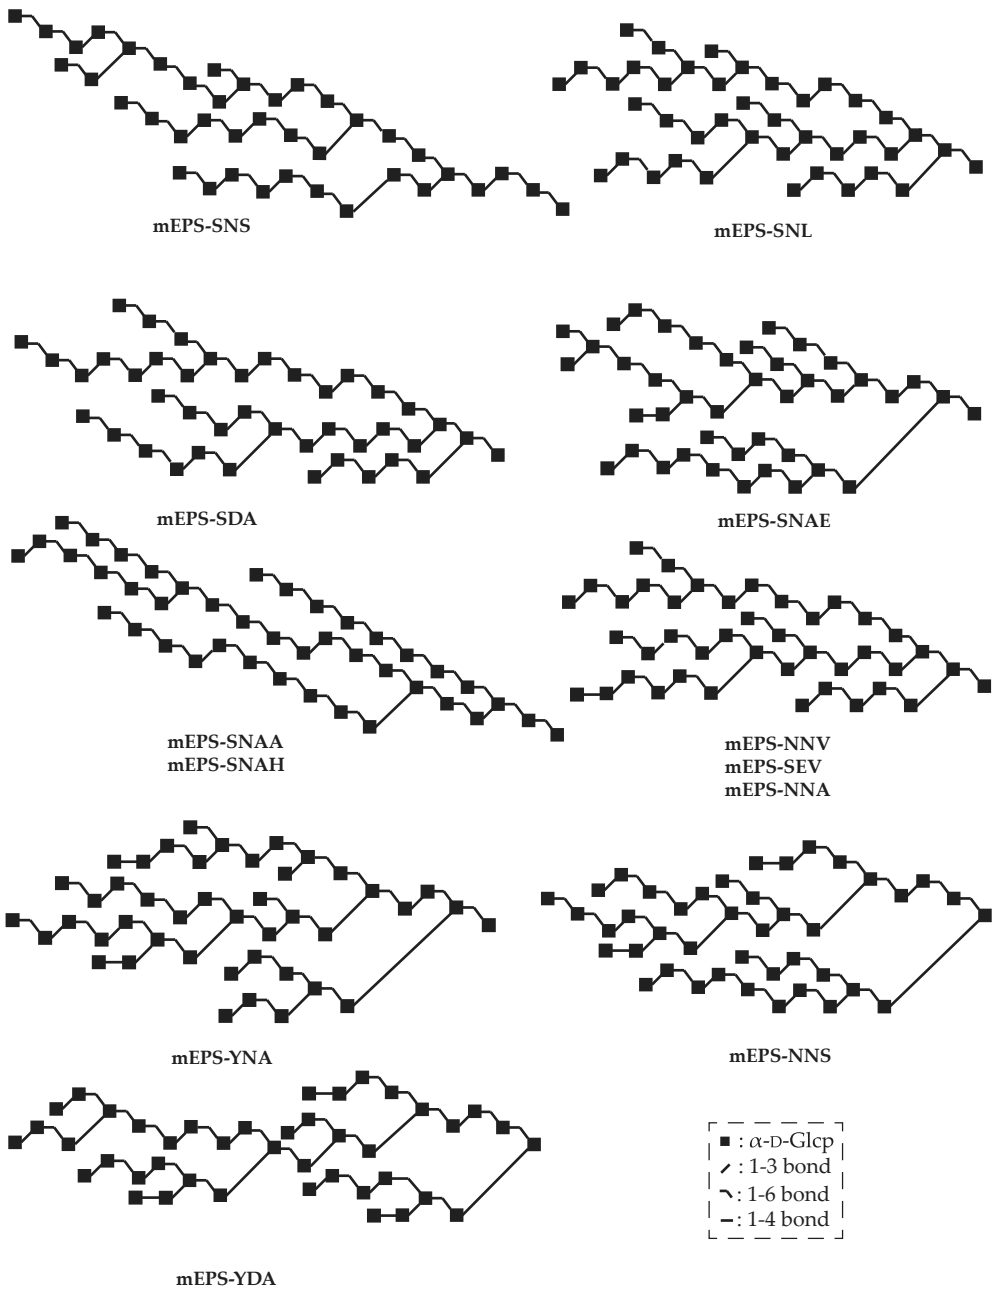 mEPS-SNS
mEPS-SNL
mEPS-SDA
mEPS-SNAE
mEPS-SNAA
mEPS-SNAH
mEPS-NNV
mEPS-SEV
mEPS-NNA
mEPS-YNA
mEPS-NNS
mEPS-YDA
: α-D-Glcp
: 1-3 bond
: 1-6 bond
: 1-4 bond